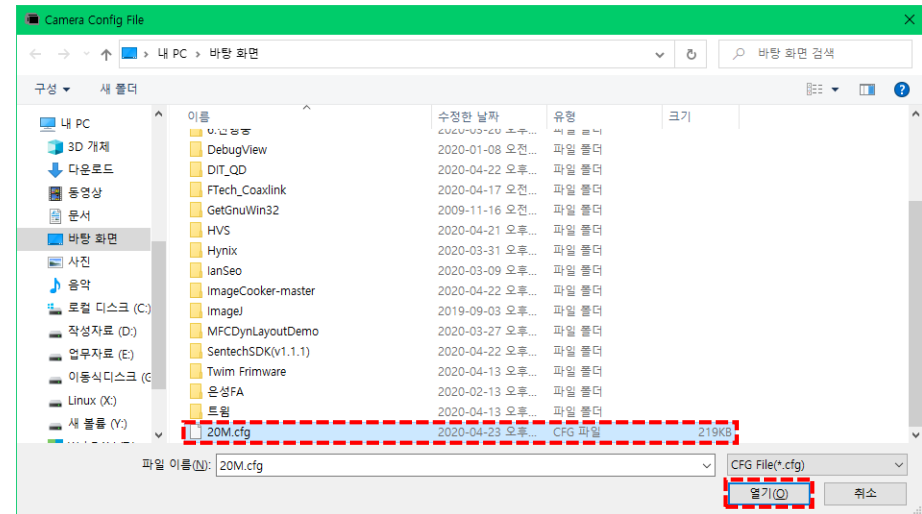 Camera Config File
내 PC > 바탕 화면
바탕 화면 검색
구성
새 폴더
내 PC
3D 개체
다운로드
동영상
문서
바탕 화면
사진
음악
로컬 디스크 (C:)
작성자료 (D:)
업무자료 (E:)
이동식디스크 (G
Linux (X:)
새 볼륨 (Y:)
이름 수정한 날짜 유형 크기
DebugView 2020-01-08 오전... 파일 폴더
DIT_QD 2020-04-22 오후... 파일 폴더
FTech_Coaxlink 2020-04-17 오전... 파일 폴더
GetGnuWin32 2009-11-16 오전... 파일 폴더
HVS 2020-04-21 오후... 파일 폴더
Hynix 2020-03-31 오후... 파일 폴더
IanSeo 2020-03-09 오후... 파일 폴더
ImageCooker-master 2020-04-22 오후... 파일 폴더
ImageJ 2019-09-03 오후... 파일 폴더
MFCDynLayoutDemo 2020-03-27 오후... 파일 폴더
SentechSDK(v1.1.1) 2020-04-22 오후... 파일 폴더
Twim Frimware 2020-04-13 오후... 파일 폴더
은성FA 2020-02-13 오후... 파일 폴더
트윔 2020-04-13 오후... 파일 폴더
20M.cfg 2020-04-23 오후... CFG 파일 219KB
파일 이름(N): 20M.cfg
CFG File(*.cfg)
열기(O)
취소